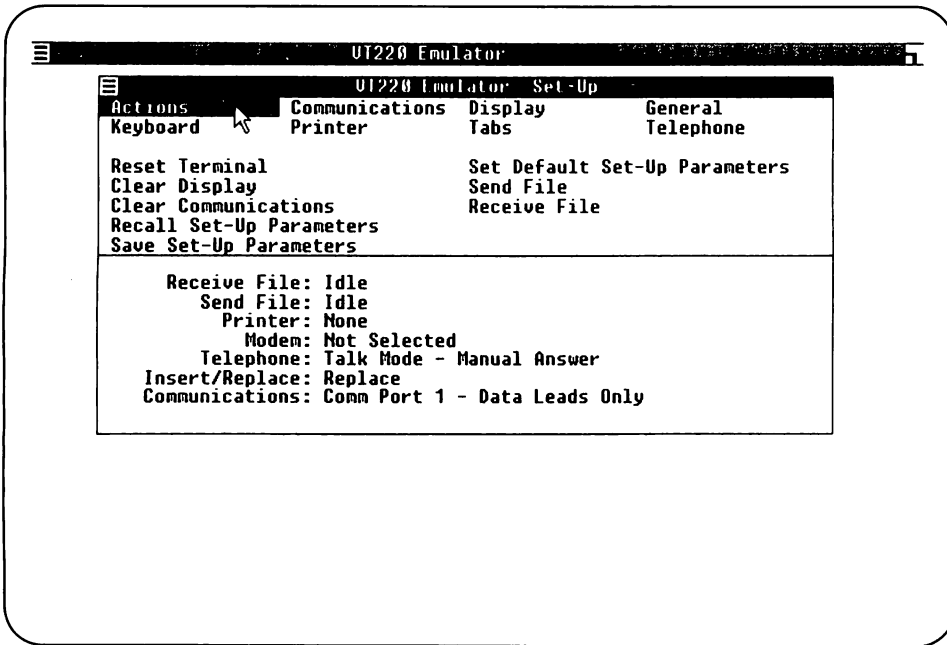 VT220 Emulator
VT220 Emulator Set-Up
Actions Communications Display General
Keyboard Printer Tabs Telephone
Reset Terminal Set Default Set-Up Parameters
Clear Display Send File
Clear Communications Receive File
Recall Set-Up Parameters
Save Set-Up Parameters
Receive File: Idle
Send File: Idle
Printer: None
Modem: Not Selected
Telephone: Talk Mode - Manual Answer
Insert/Replace: Replace
Communications: Comm Port 1 - Data Leads Only